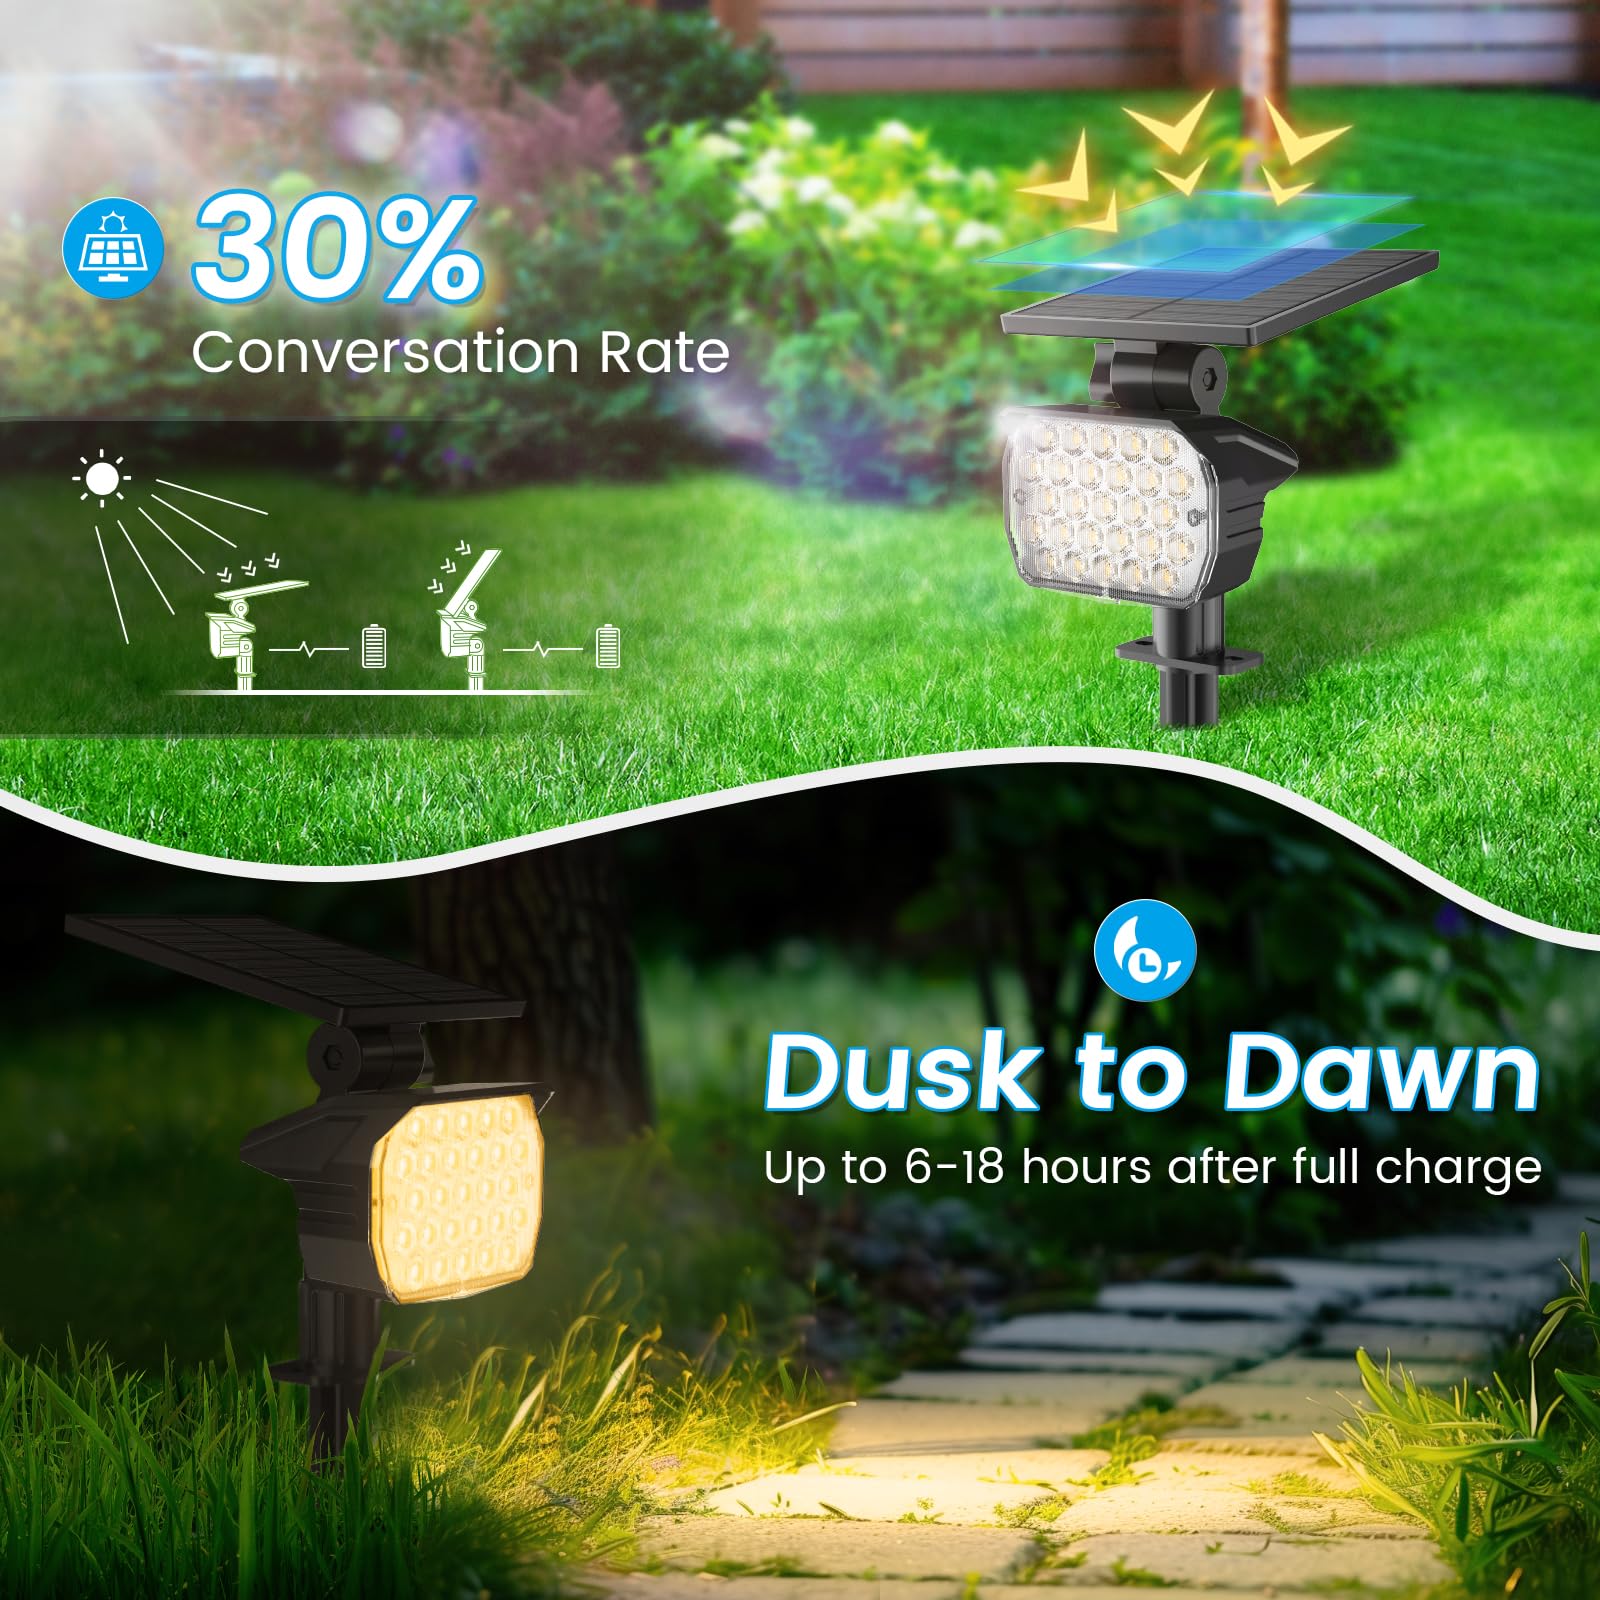 30%
Conversation Rate
Dusk to Dawn
Up to 6-18 hours after full charge